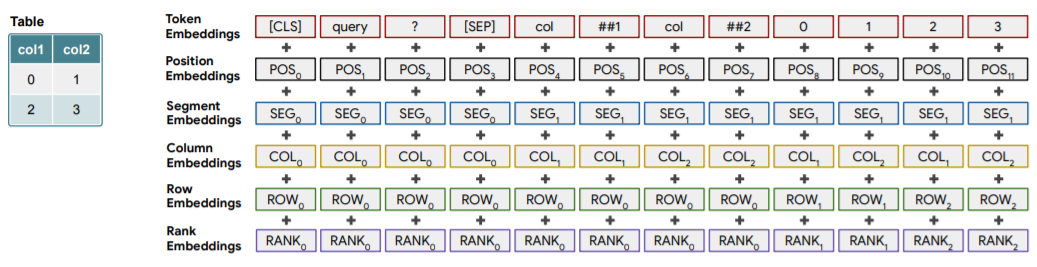 Table
col1 col2
0 1
2 3
Token
Embeddings
[CLS] query ? [SEP] col ##1 col ##2 0 1 2 3
Position
Embeddings
POS₀ POS₁ POS₂ POS₃ POS₄ POS₅ POS₆ POS₇ POS₈ POS₉ POS₁₀ POS₁₁
Segment
Embeddings
SEG₀ SEG₀ SEG₀ SEG₀ SEG₁ SEG₁ SEG₁ SEG₁ SEG₁ SEG₁ SEG₁ SEG₁
Column
Embeddings
COL₀ COL₀ COL₀ COL₀ COL₁ COL₁ COL₂ COL₂ COL₁ COL₂ COL₁ COL₂
Row
Embeddings
ROW₀ ROW₀ ROW₀ ROW₀ ROW₀ ROW₀ ROW₀ ROW₀ ROW₁ ROW₁ ROW₂ ROW₂
Rank
Embeddings
RANK₀ RANK₀ RANK₀ RANK₀ RANK₀ RANK₀ RANK₀ RANK₀ RANK₁ RANK₁ RANK₂ RANK₂